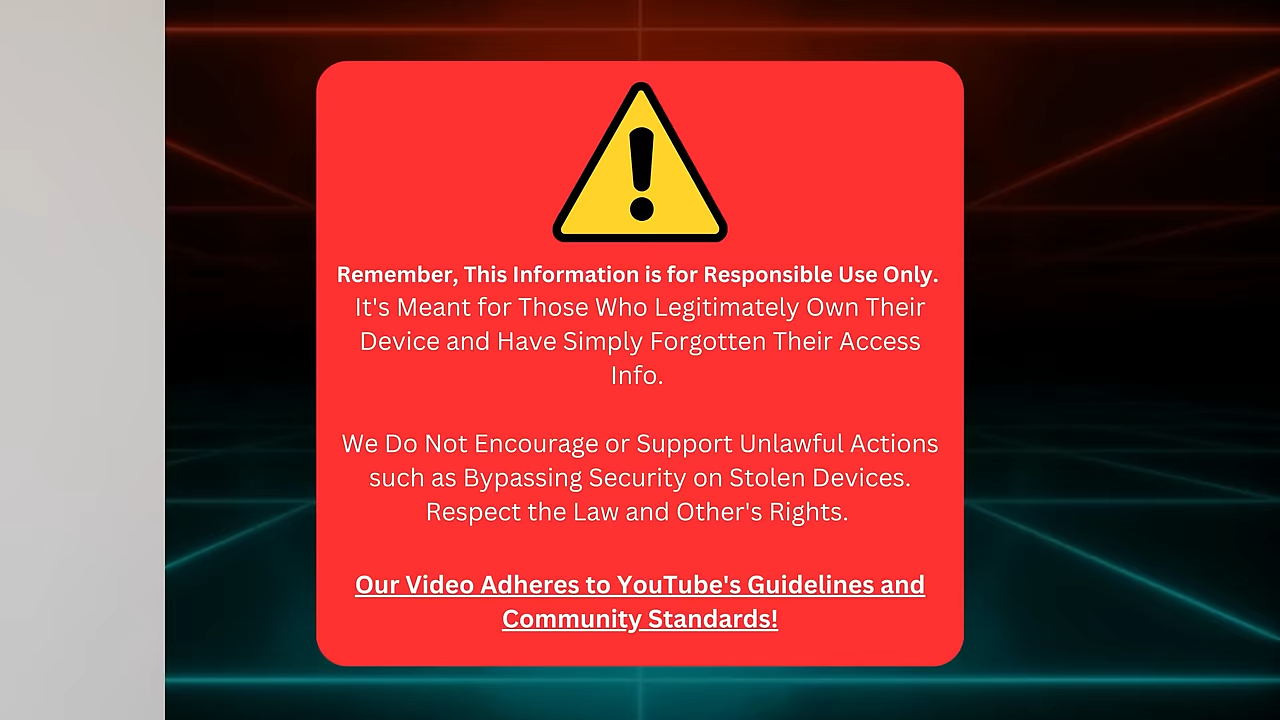 Remember, This Information is for Responsible Use Only.
It's Meant for Those Who Legitimately Own Their
Device and Have Simply Forgotten Their Access
Info.
We Do Not Encourage or Support Unlawful Actions
such as Bypassing Security on Stolen Devices.
Respect the Law and Other's Rights.
Our Video Adheres to YouTube's Guidelines and
Community Standards!